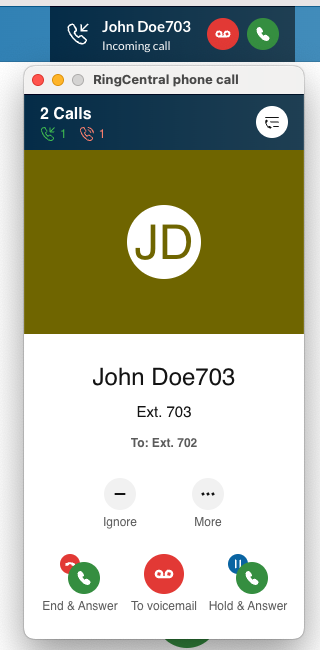 John Doe703
Incoming call
RingCentral phone call
2 Calls
1 1
JD
John Doe703
Ext. 703
To: Ext. 702
Ignore More
End & Answer To voicemail Hold & Answer